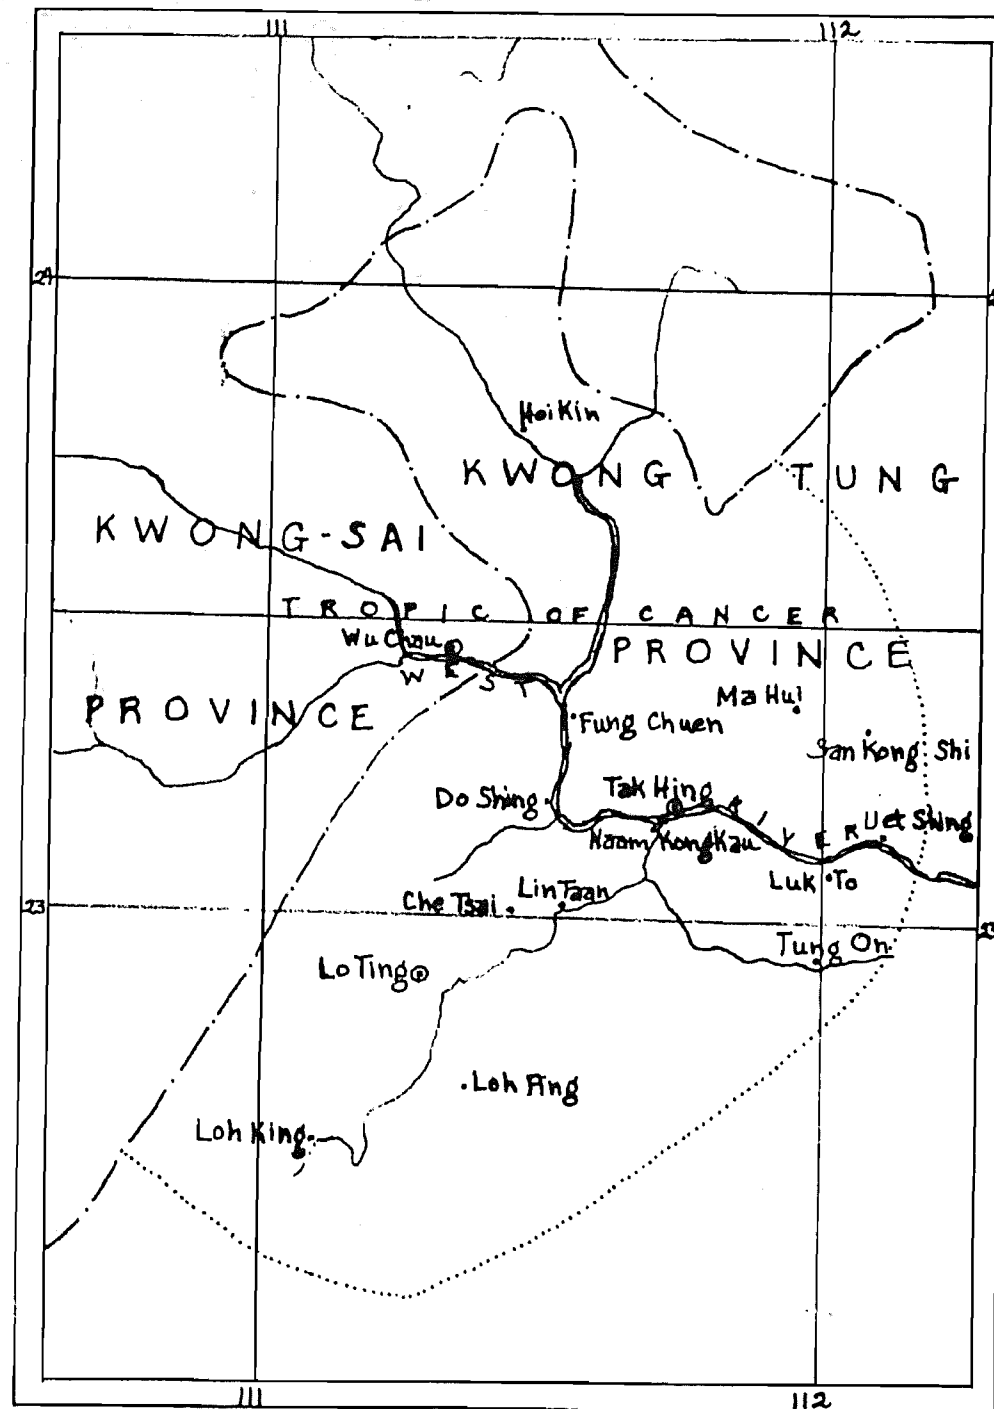 111 112
24
Hoi Kin
KWONG TUNG
KWONG-SAI
TROPIC OF CANCER
Wu Chau
PROVINCE
WEST
Ma Hui
PROVINCE
Fung Chuen
San Kong Shi
Tak Hing
Do Shing
RIVER
Uet Shing
Naam Kong Kau
Luk To
Lin Taan
Che Tsai
23 23
Tung On
Lo Ting
Loh Ping
Loh King
111 112